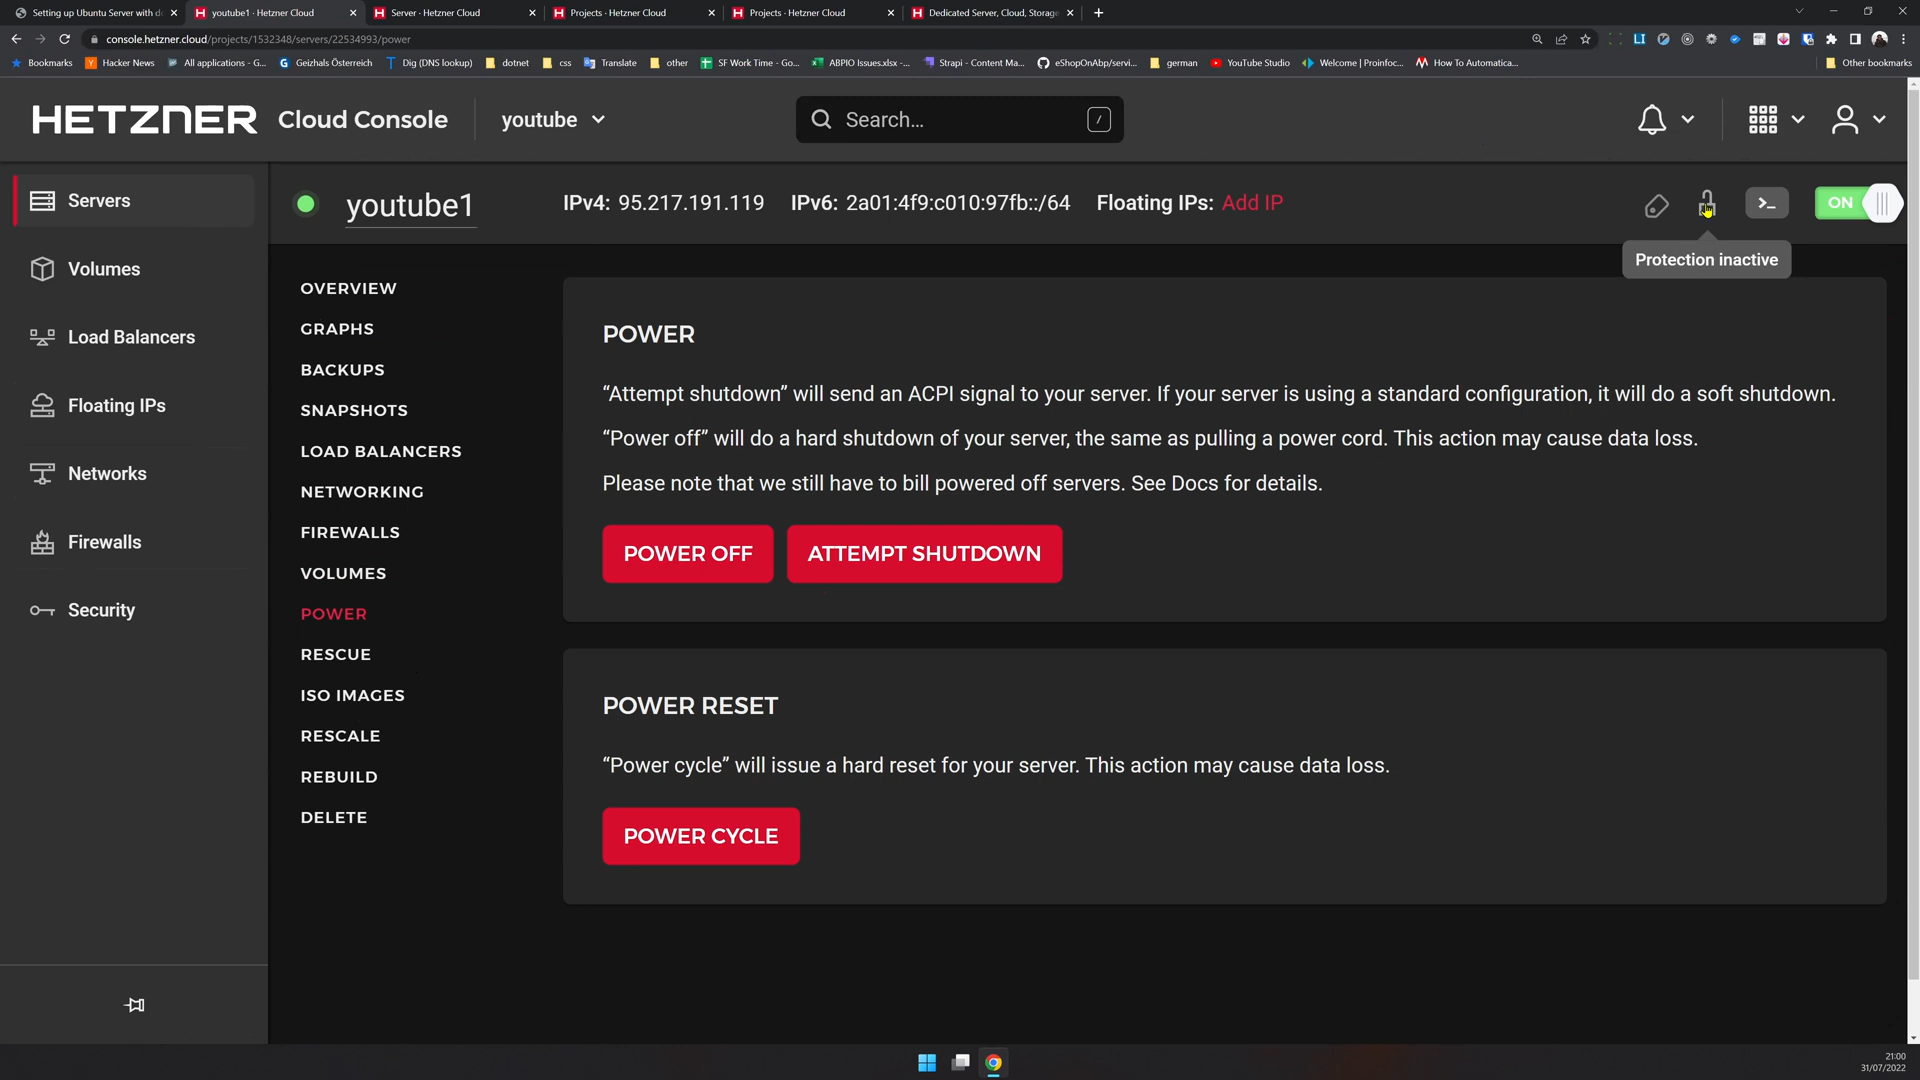 Setting up Ubuntu Server with d
youtube1 · Hetzner Cloud
Server · Hetzner Cloud
Projects · Hetzner Cloud
Projects · Hetzner Cloud
Dedicated Server, Cloud, Storage
console.hetzner.cloud/projects/1532348/servers/22534993/power
Bookmarks
Hacker News
All applications - G...
Geizhals Österreich
Dig (DNS lookup)
dotnet
css
Translate
other
SF Work Time - Go...
ABPIO Issues.xlsx -...
Strapi - Content Ma...
eShopOnAbp/servi...
german
YouTube Studio
Welcome | Proinfoc...
How To Automatica...
Other bookmarks
HETZNER Cloud Console
youtube
Search...
/
Servers
Volumes
Load Balancers
Floating IPs
Networks
Firewalls
Security
youtube1
IPv4: 95.217.191.119 IPv6: 2a01:4f9:c010:97fb::/64 Floating IPs: Add IP
ON
Protection inactive
OVERVIEW
GRAPHS
BACKUPS
SNAPSHOTS
LOAD BALANCERS
NETWORKING
FIREWALLS
VOLUMES
POWER
RESCUE
ISO IMAGES
RESCALE
REBUILD
DELETE
POWER
“Attempt shutdown” will send an ACPI signal to your server. If your server is using a standard configuration, it will do a soft shutdown.
“Power off” will do a hard shutdown of your server, the same as pulling a power cord. This action may cause data loss.
Please note that we still have to bill powered off servers. See Docs for details.
POWER OFF
ATTEMPT SHUTDOWN
POWER RESET
“Power cycle” will issue a hard reset for your server. This action may cause data loss.
POWER CYCLE
21:00
31/07/2022